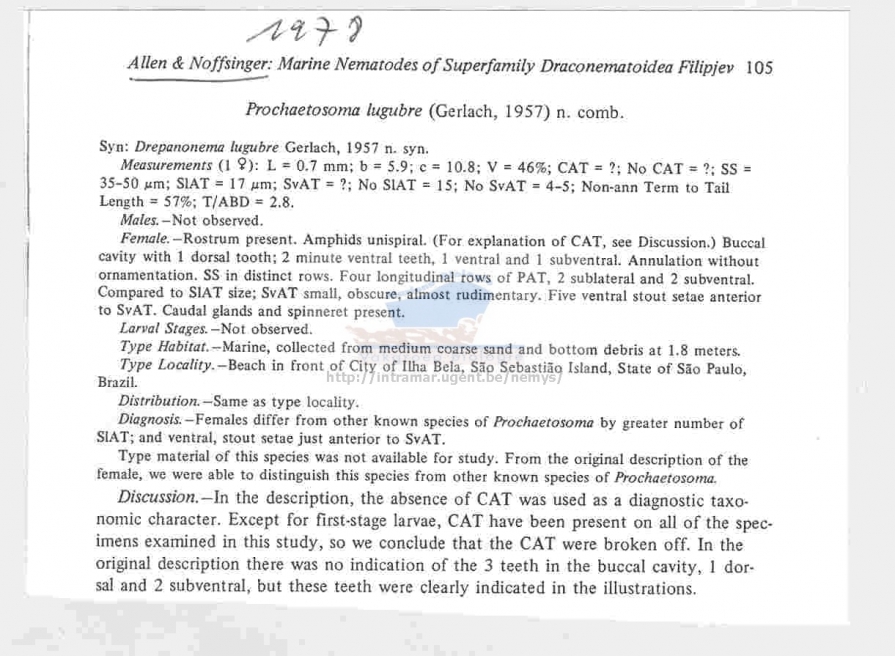 1978
Allen & Noffsinger: Marine Nematodes of Superfamily Draconematoidea Filipjev 105
Prochaetosoma lugubre (Gerlach, 1957) n. comb.
Syn: Drepanonema lugubre Gerlach, 1957 n. syn.
Measurements (1 ♀): L = 0.7 mm; b = 5.9; c = 10.8; V = 46%; CAT = ?; No CAT = ?; SS =
35–50 µm; SlAT = 17 µm; SvAT = ?; No SlAT = 15; No SvAT = 4–5; Non-ann Term to Tail
Length = 57%; T/ABD = 2.8.
Males.—Not observed.
Female.—Rostrum present. Amphids unispiral. (For explanation of CAT, see Discussion.) Buccal
cavity with 1 dorsal tooth; 2 minute ventral teeth, 1 ventral and 1 subventral. Annulation without
ornamentation. SS in distinct rows. Four longitudinal rows of PAT, 2 sublateral and 2 subventral.
Compared to SlAT size; SvAT small, obscure, almost rudimentary. Five ventral stout setae anterior
to SvAT. Caudal glands and spinneret present.
Larval Stages.—Not observed.
Type Habitat.—Marine, collected from medium coarse sand and bottom debris at 1.8 meters.
Type Locality.—Beach in front of City of Ilha Bela, São Sebastião Island, State of São Paulo,
http://intramar.ugent.be/nemys/
Brazil.
Distribution.—Same as type locality.
Diagnosis.—Females differ from other known species of Prochaetosoma by greater number of
SlAT; and ventral, stout setae just anterior to SvAT.
Type material of this species was not available for study. From the original description of the
female, we were able to distinguish this species from other known species of Prochaetosoma.
Discussion.—In the description, the absence of CAT was used as a diagnostic taxo-
nomic character. Except for first-stage larvae, CAT have been present on all of the spec-
imens examined in this study, so we conclude that the CAT were broken off. In the
original description there was no indication of the 3 teeth in the buccal cavity, 1 dor-
sal and 2 subventral, but these teeth were clearly indicated in the illustrations.